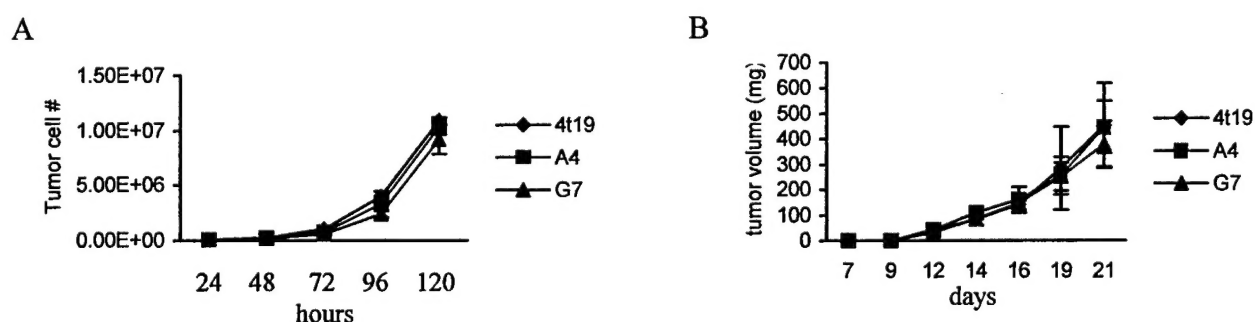 A
Tumor cell #
1.50E+07
1.00E+07
5.00E+06
0.00E+00
24 48 72 96 120
hours
4t19
A4
G7
B
tumor volume (mg)
700
600
500
400
300
200
100
0
7 9 12 14 16 19 21
days
4t19
A4
G7